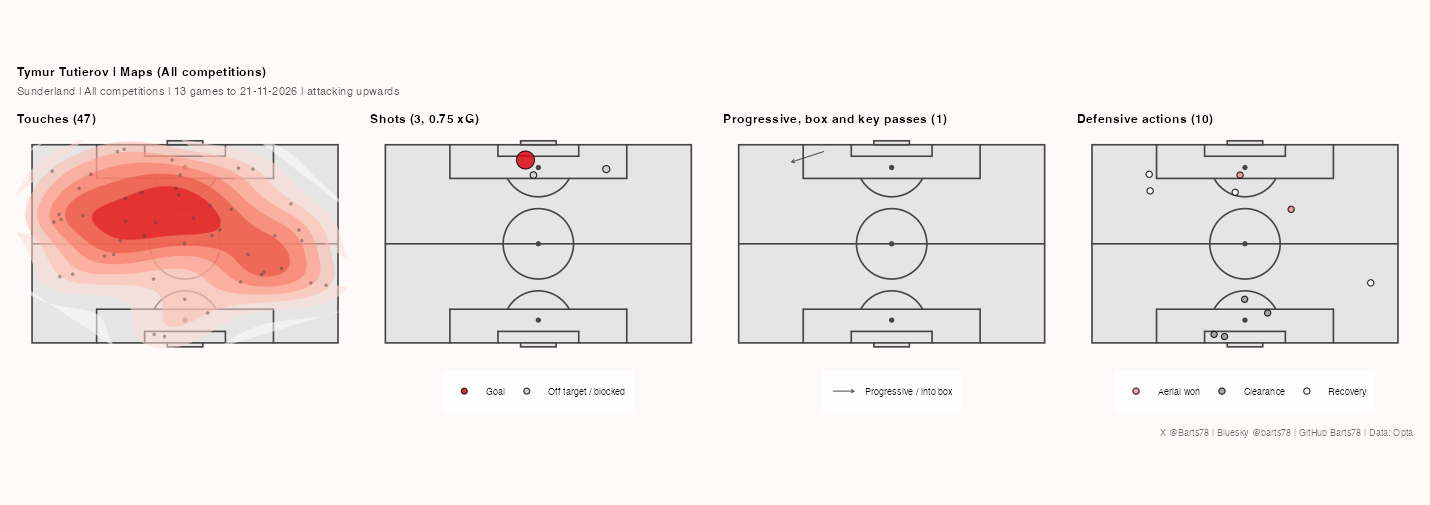 Tymur Tutierov | Maps (All competitions)
Sunderland | All competitions | 13 games to 21-11-2026 | attacking upwards
Touches (47)
Shots (3, 0.75 xG)
Progressive, box and key passes (1)
Defensive actions (10)
Goal
Off target / blocked
Progressive / into box
Aerial won
Clearance
Recovery
X @Barts78 | Bluesky @barts78 | GitHub Barts78 | Data: Opta